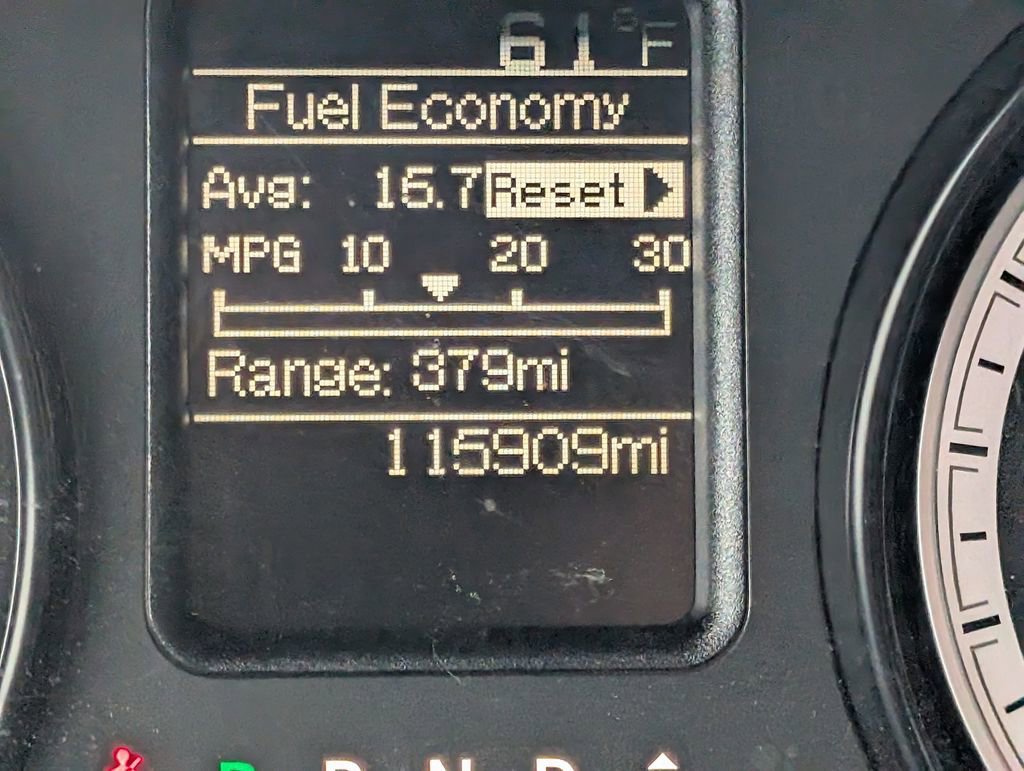 61°F
Fuel Economy
Avg: 16.7 Reset
MPG 10 20 30
Range: 379mi
115909mi